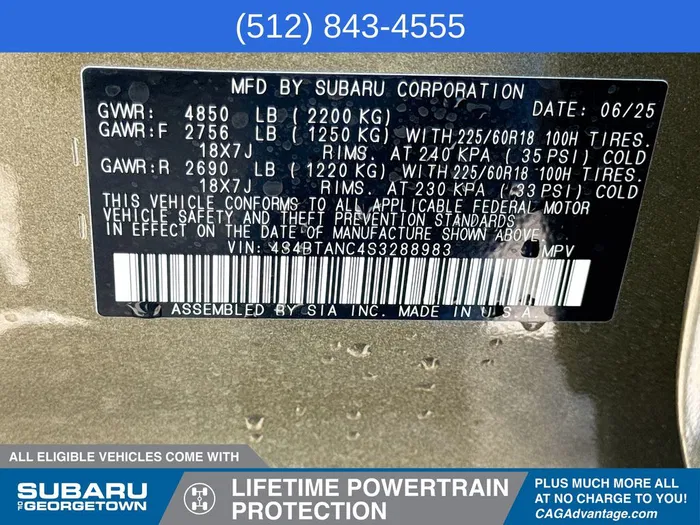 (512) 843-4555
MFD BY SUBARU CORPORATION
GVWR: 4850 LB ( 2200 KG) DATE: 06/25
GAWR:F 2756 LB ( 1250 KG) WITH 225/60R18 100H TIRES.
18X7J RIMS. AT 240 KPA ( 35 PSI) COLD
GAWR:R 2690 LB ( 1220 KG) WITH 225/60R18 100H TIRES.
18X7J RIMS. AT 230 KPA ( 33 PSI) COLD
THIS VEHICLE CONFORMS TO ALL APPLICABLE FEDERAL MOTOR
VEHICLE SAFETY AND THEFT PREVENTION STANDARDS
IN EFFECT ON THE DATE OF MANUFACTURE SHOWN ABOVE.
VIN: 4S4BTANC4S3288983 MPV
ASSEMBLED BY SIA INC. MADE IN U.S.A.
ALL ELIGIBLE VEHICLES COME WITH
SUBARU
OF GEORGETOWN
LIFETIME POWERTRAIN
PROTECTION
PLUS MUCH MORE ALL
AT NO CHARGE TO YOU!
CAGAdvantage.com